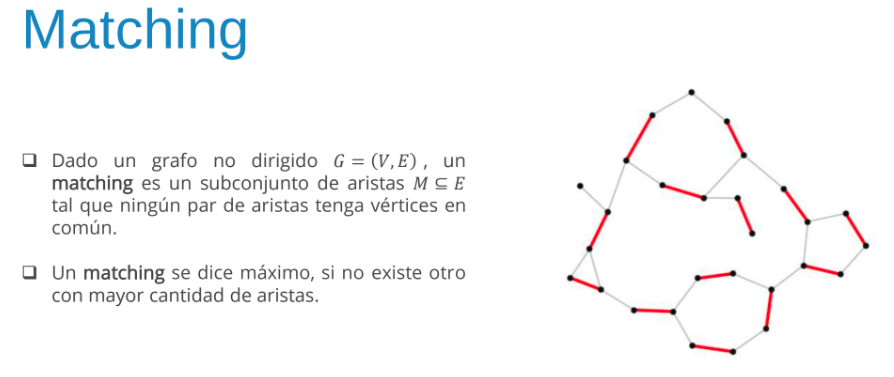 Matching
❑ Dado un grafo no dirigido G = (V, E) , un
matching es un subconjunto de aristas M ⊆ E
tal que ningún par de aristas tenga vértices en
común.
❑ Un matching se dice máximo, si no existe otro
con mayor cantidad de aristas.